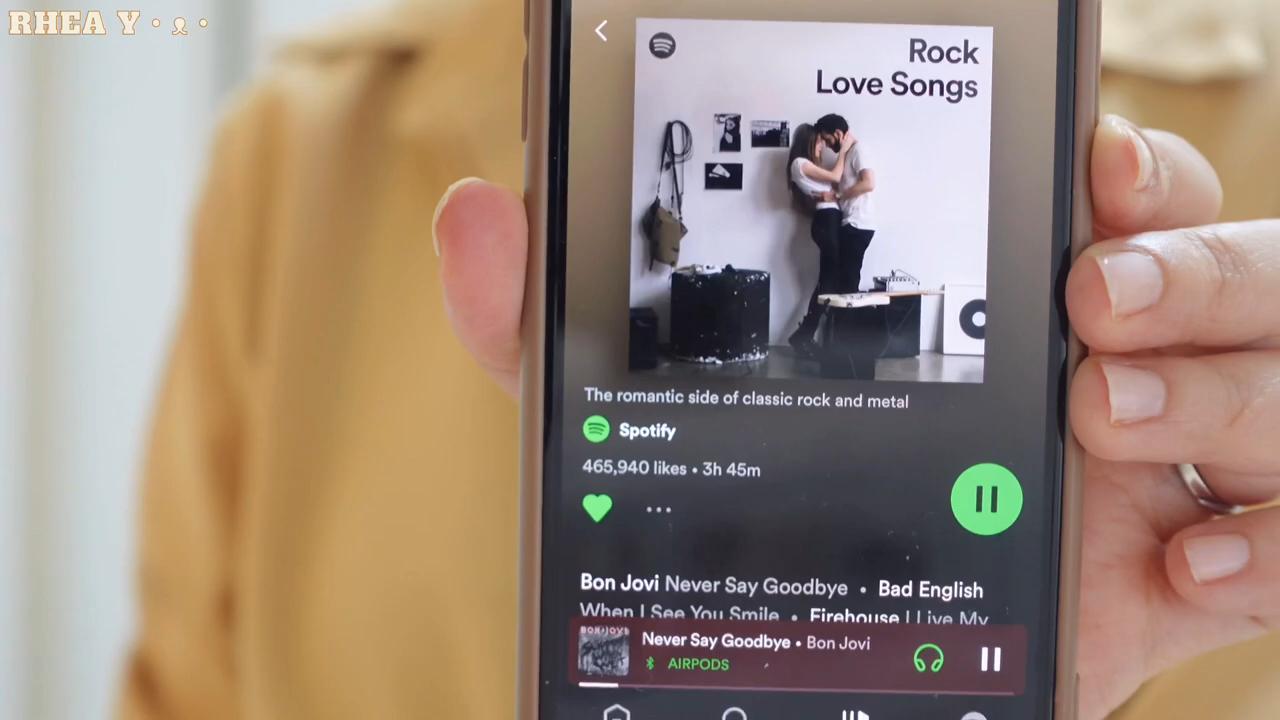 RHEA Y
Rock
Love Songs
The romantic side of classic rock and metal
Spotify
465,940 likes • 3h 45m
Bon Jovi Never Say Goodbye • Bad English
When I See You Smile • Firehouse I Live My
BON JOVI
Never Say Goodbye • Bon Jovi
AIRPODS